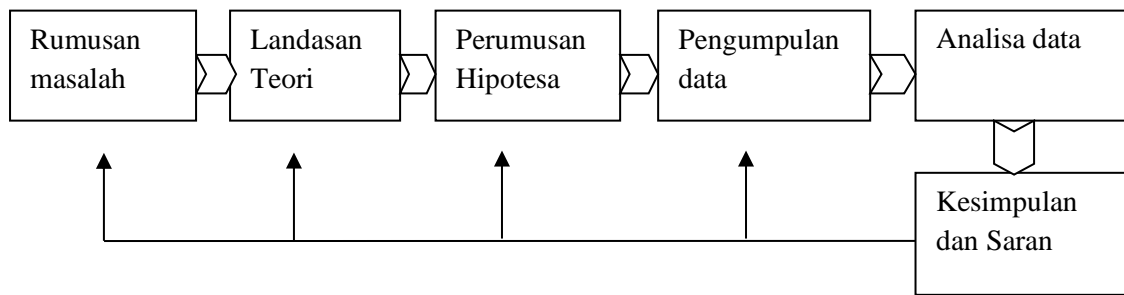 Rumusan
masalah
Landasan
Teori
Perumusan
Hipotesa
Pengumpulan
data
Analisa data
Kesimpulan
dan Saran